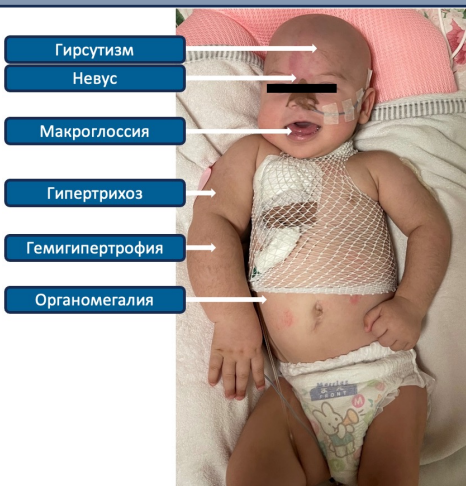 Гирсутизм
Невус
Макроглоссия
Гипертрихоз
Гемигипертрофия
Органомегалия